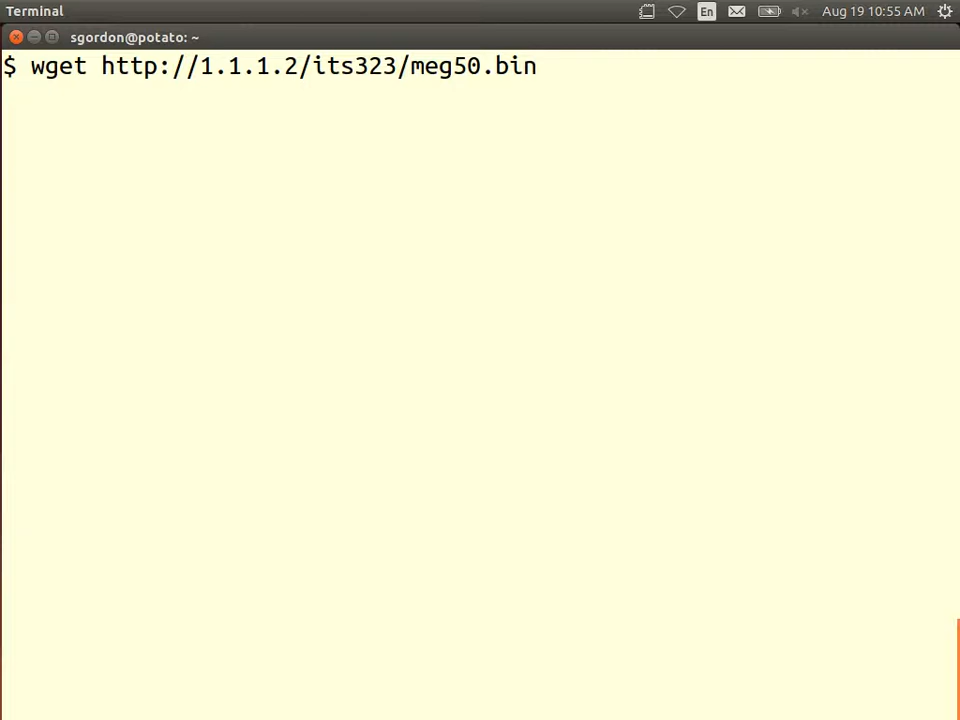 Terminal
En
Aug 19 10:55 AM
sgordon@potato: ~
$ wget http://1.1.1.2/its323/meg50.bin